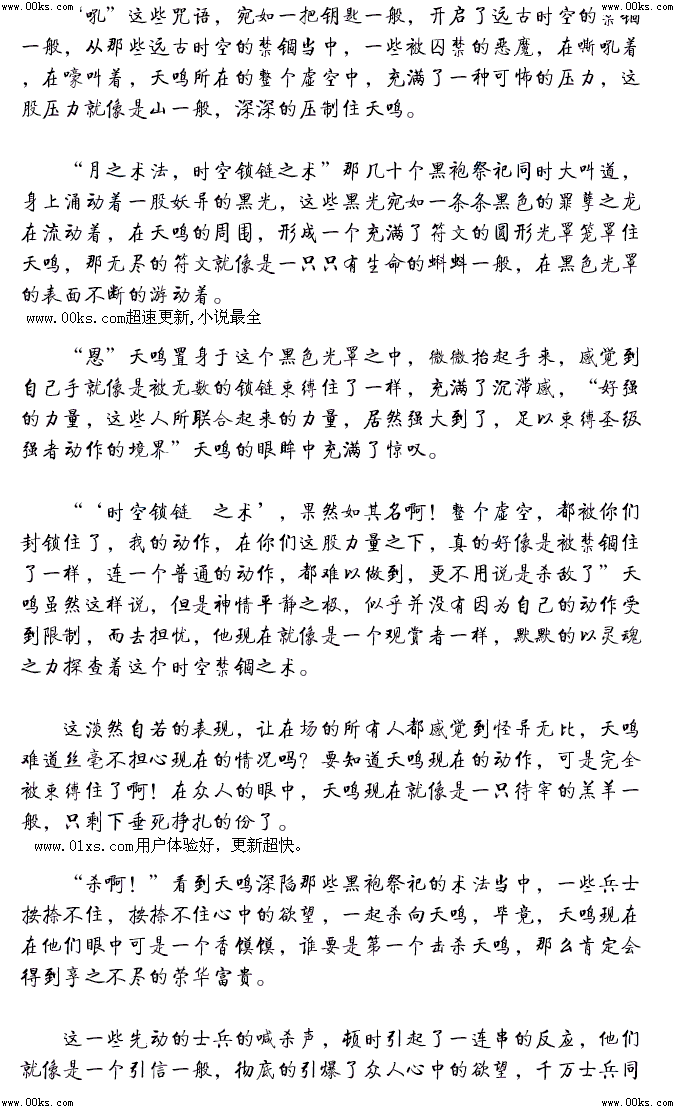 www.00ks.com www.00ks.com
“‘吼”这些咒语，宛如一把钥匙一般，开启了远古时空的禁锢
一般，从那些远古时空的禁锢当中，一些被囚禁的恶魔，在嘶吼着
，在嚎叫着，天鸣所在的整个虚空中，充满了一种可怖的压力，这
股压力就像是山一般，深深的压制住天鸣。
“月之术法，时空锁链之术”那几十个黑袍祭祀同时大叫道，
身上涌动着一股妖异的黑光，这些黑光宛如一条条黑色的罪孽之龙
在流动着，在天鸣的周围，形成一个充满了符文的圆形光罩笼罩住
天鸣，那无尽的符文就像是一只只有生命的蝌蚪一般，在黑色光罩
的表面不断的游动着。
www.00ks.com超速更新,小说最全
“恩”天鸣置身于这个黑色光罩之中，微微抬起手来，感觉到
自己手就像是被无数的锁链束缚住了一样，充满了沉滞感，“好强
的力量，这些人所联合起来的力量，居然强大到了，足以束缚圣级
强者动作的境界”天鸣的眼眸中充满了惊叹。
“‘时空锁链　之术’，果然如其名啊！整个虚空，都被你们
封锁住了，我的动作，在你们这股力量之下，真的好像是被禁锢住
了一样，连一个普通的动作，都难以做到，更不用说是杀敌了”天
鸣虽然这样说，但是神情平静之极，似乎并没有因为自己的动作受
到限制，而去担忧，他现在就像是一个观赏者一样，默默的以灵魂
之力探查着这个时空禁锢之术。
这淡然自若的表现，让在场的所有人都感觉到怪异无比，天鸣
难道丝毫不担心现在的情况吗？要知道天鸣现在的动作，可是完全
被束缚住了啊！在众人的眼中，天鸣现在就像是一只待宰的羔羊一
般，只剩下垂死挣扎的份了。
www.01xs.com用户体验好，更新超快。
“杀啊！”看到天鸣深陷那些黑袍祭祀的术法当中，一些兵士
按捺不住，按捺不住心中的欲望，一起杀向天鸣，毕竟，天鸣现在
在他们眼中可是一个香馍馍，谁要是第一个击杀天鸣，那么肯定会
得到享之不尽的荣华富贵。
这一些先动的士兵的喊杀声，顿时引起了一连串的反应，他们
就像是一个引信一般，彻底的引爆了众人心中的欲望，千万士兵同
www.00ks.com www.00ks.com